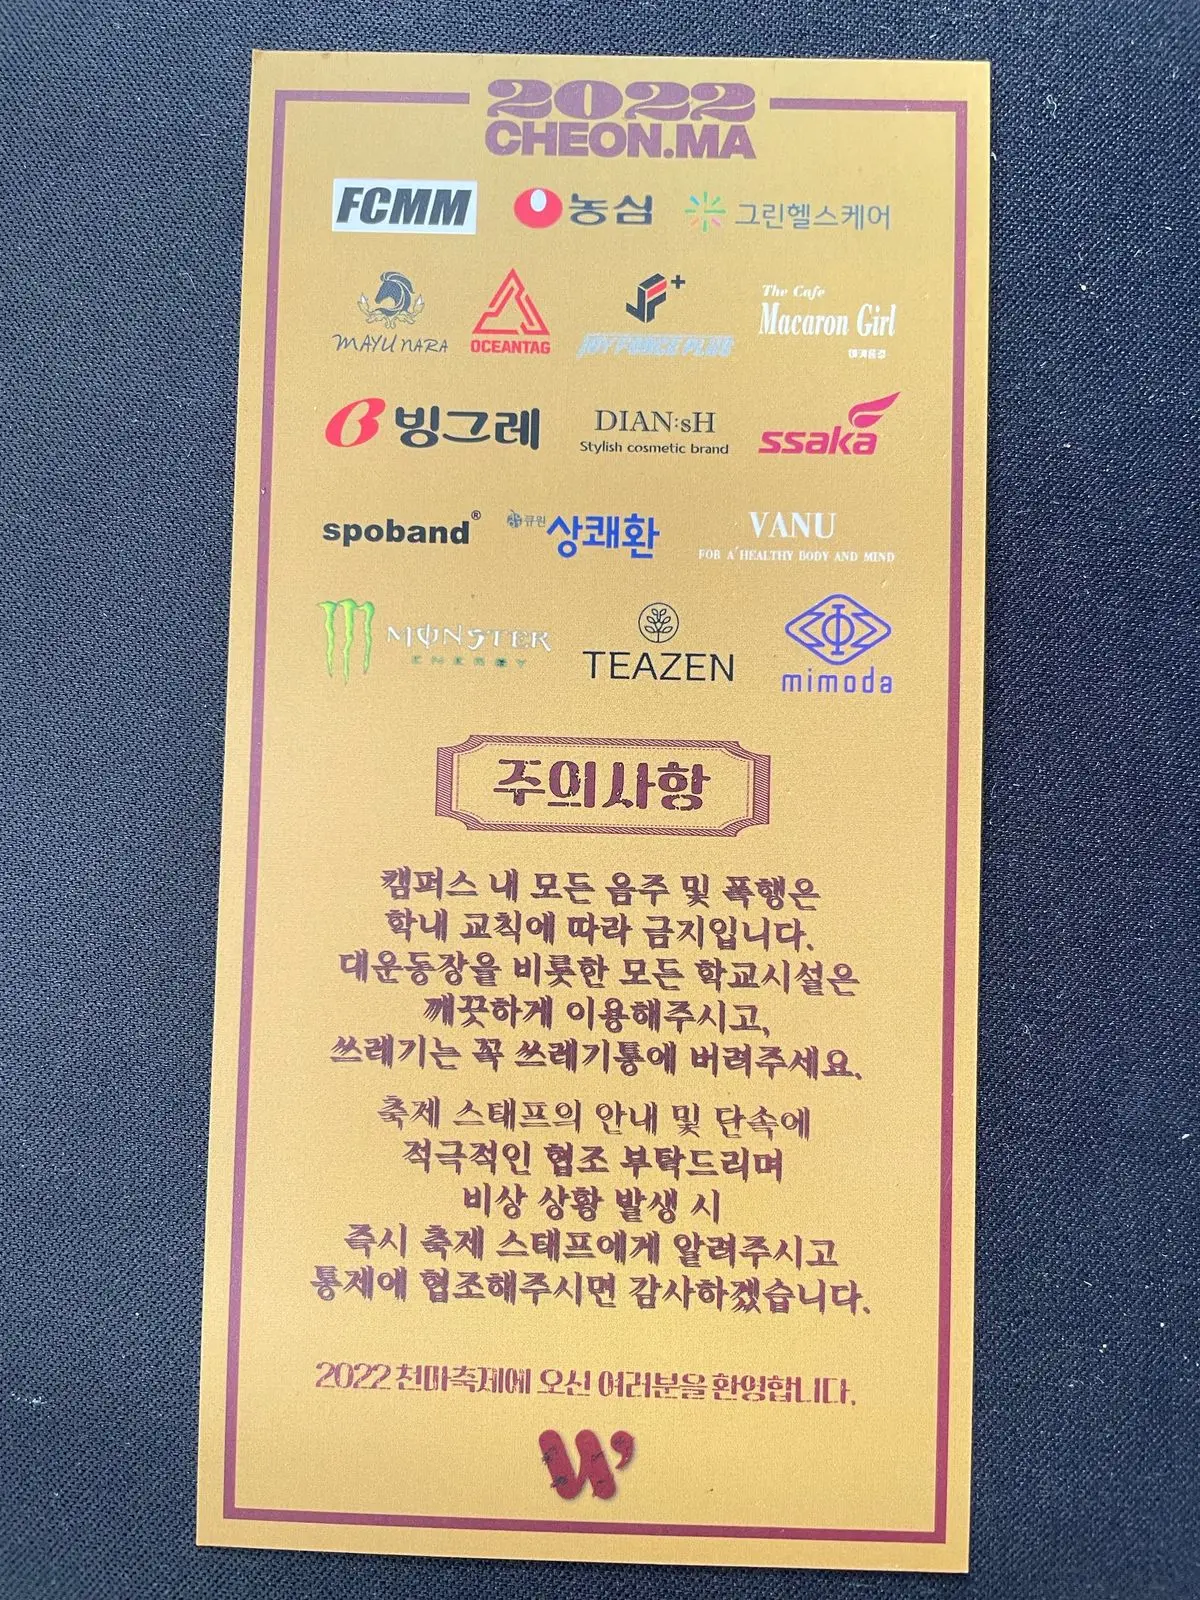 2022
CHEON.MA
FCMM 농심 그린헬스케어
MAYU NARA OCEANTAG JOY FORCE PLUS The Cafe Macaron Girl
마카롱걸
빙그레 DIAN:sH ssaka
Stylish cosmetic brand
spoband® 큐원 상쾌환 VANU
FOR A HEALTHY BODY AND MIND
MONSTER ENERGY TEAZEN mimoda
주의사항
캠퍼스 내 모든 음주 및 폭행은
학내 교칙에 따라 금지입니다.
대운동장을 비롯한 모든 학교시설은
깨끗하게 이용해주시고,
쓰레기는 꼭 쓰레기통에 버려주세요.
축제 스태프의 안내 및 단속에
적극적인 협조 부탁드리며
비상 상황 발생 시
즉시 축제 스태프에게 알려주시고
통제에 협조해주시면 감사하겠습니다.
2022 천마축제에 오신 여러분을 환영합니다.
W'